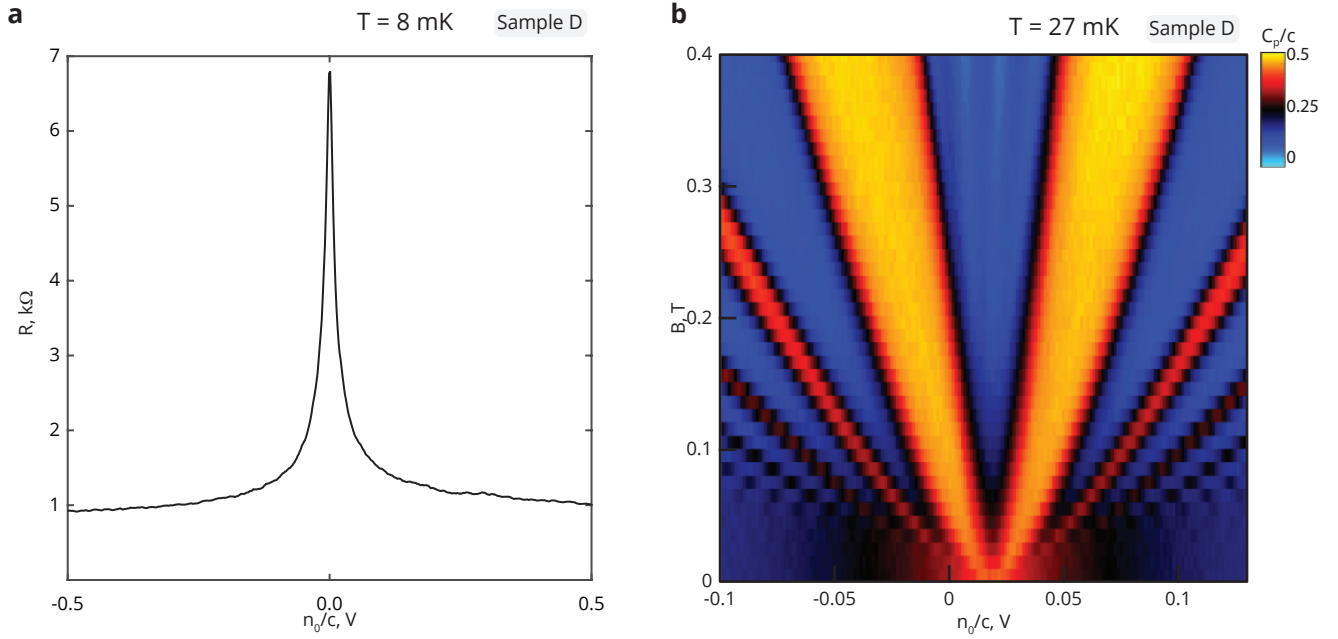 a
T = 8 mK
Sample D
7
6
5
4
3
2
1
R, kΩ
-0.5
0.0
0.5
n0/c, V
b
T = 27 mK
Sample D
Cp/c
0.5
0.25
0
0.4
0.3
0.2
0.1
0
B, T
-0.1
-0.05
0
0.05
0.1
n0/c, V